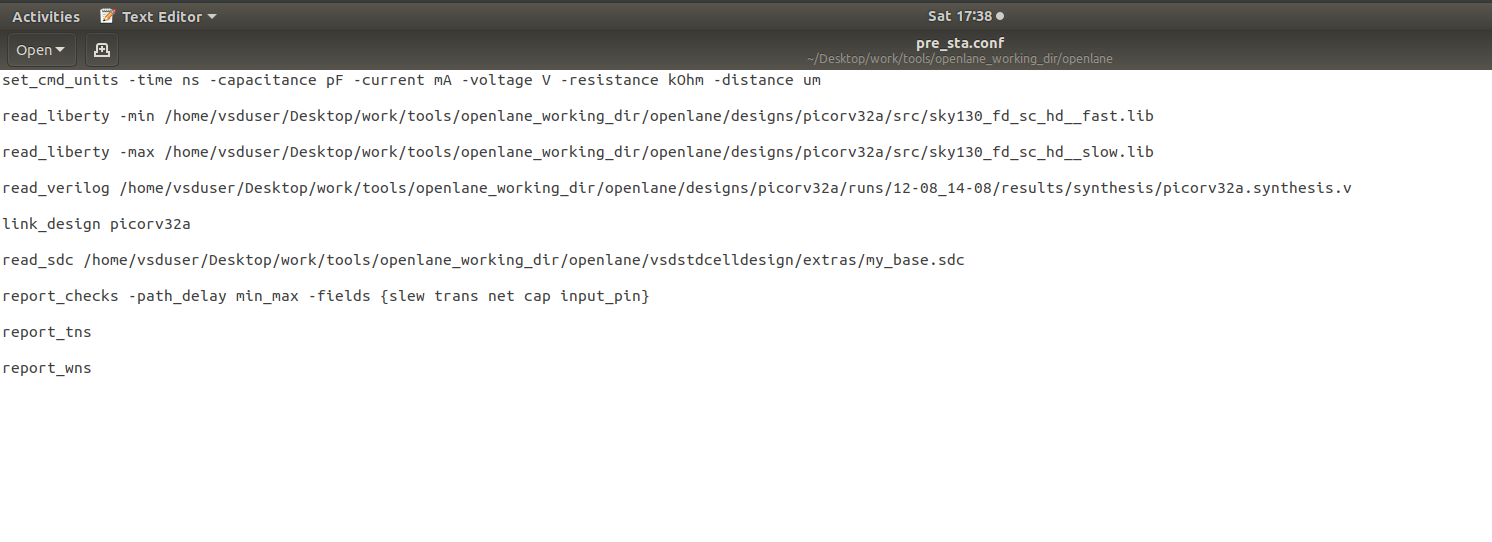 Activities Text Editor Sat 17:38
Open pre_sta.conf
~/Desktop/work/tools/openlane_working_dir/openlane
set_cmd_units -time ns -capacitance pF -current mA -voltage V -resistance kOhm -distance um
read_liberty -min /home/vsduser/Desktop/work/tools/openlane_working_dir/openlane/designs/picorv32a/src/sky130_fd_sc_hd__fast.lib
read_liberty -max /home/vsduser/Desktop/work/tools/openlane_working_dir/openlane/designs/picorv32a/src/sky130_fd_sc_hd__slow.lib
read_verilog /home/vsduser/Desktop/work/tools/openlane_working_dir/openlane/designs/picorv32a/runs/12-08_14-08/results/synthesis/picorv32a.synthesis.v
link_design picorv32a
read_sdc /home/vsduser/Desktop/work/tools/openlane_working_dir/openlane/vsdstdcelldesign/extras/my_base.sdc
report_checks -path_delay min_max -fields {slew trans net cap input_pin}
report_tns
report_wns